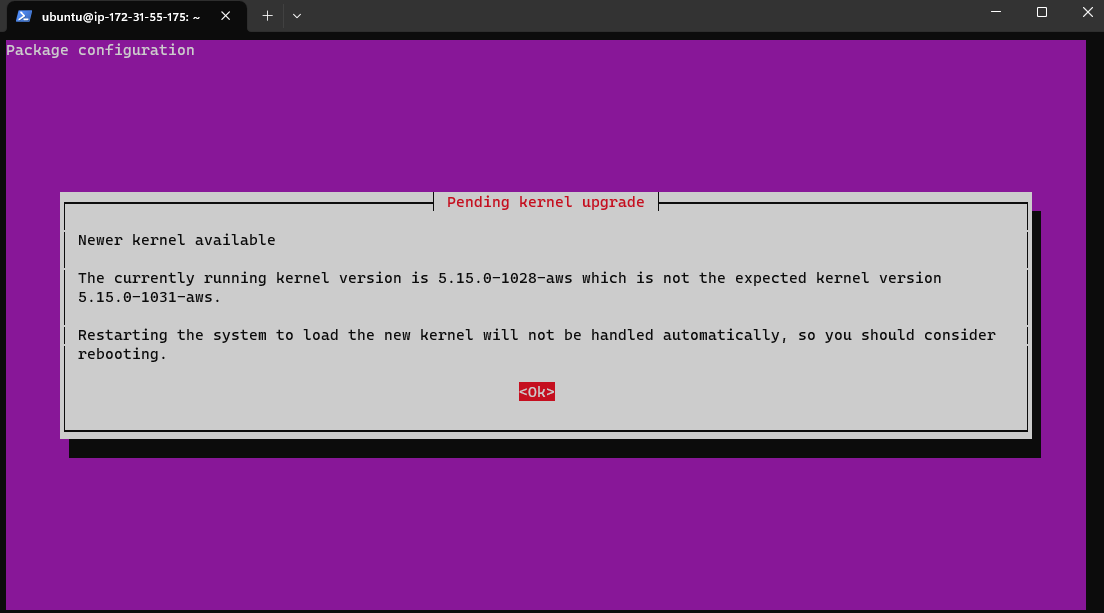 ubuntu@ip-172-31-55-175: ~
Package configuration
Pending kernel upgrade
Newer kernel available
The currently running kernel version is 5.15.0-1028-aws which is not the expected kernel version
5.15.0-1031-aws.
Restarting the system to load the new kernel will not be handled automatically, so you should consider
rebooting.
<Ok>